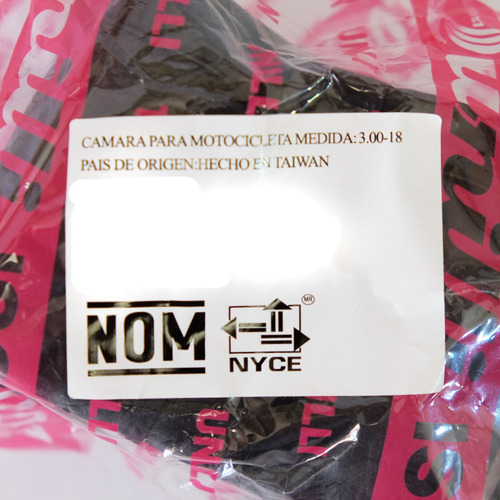 CAMARA PARA MOTOCICLETA MEDIDA: 3.00-18
PAIS DE ORIGEN:HECHO EN TAIWAN
NOM
MR
NYCE